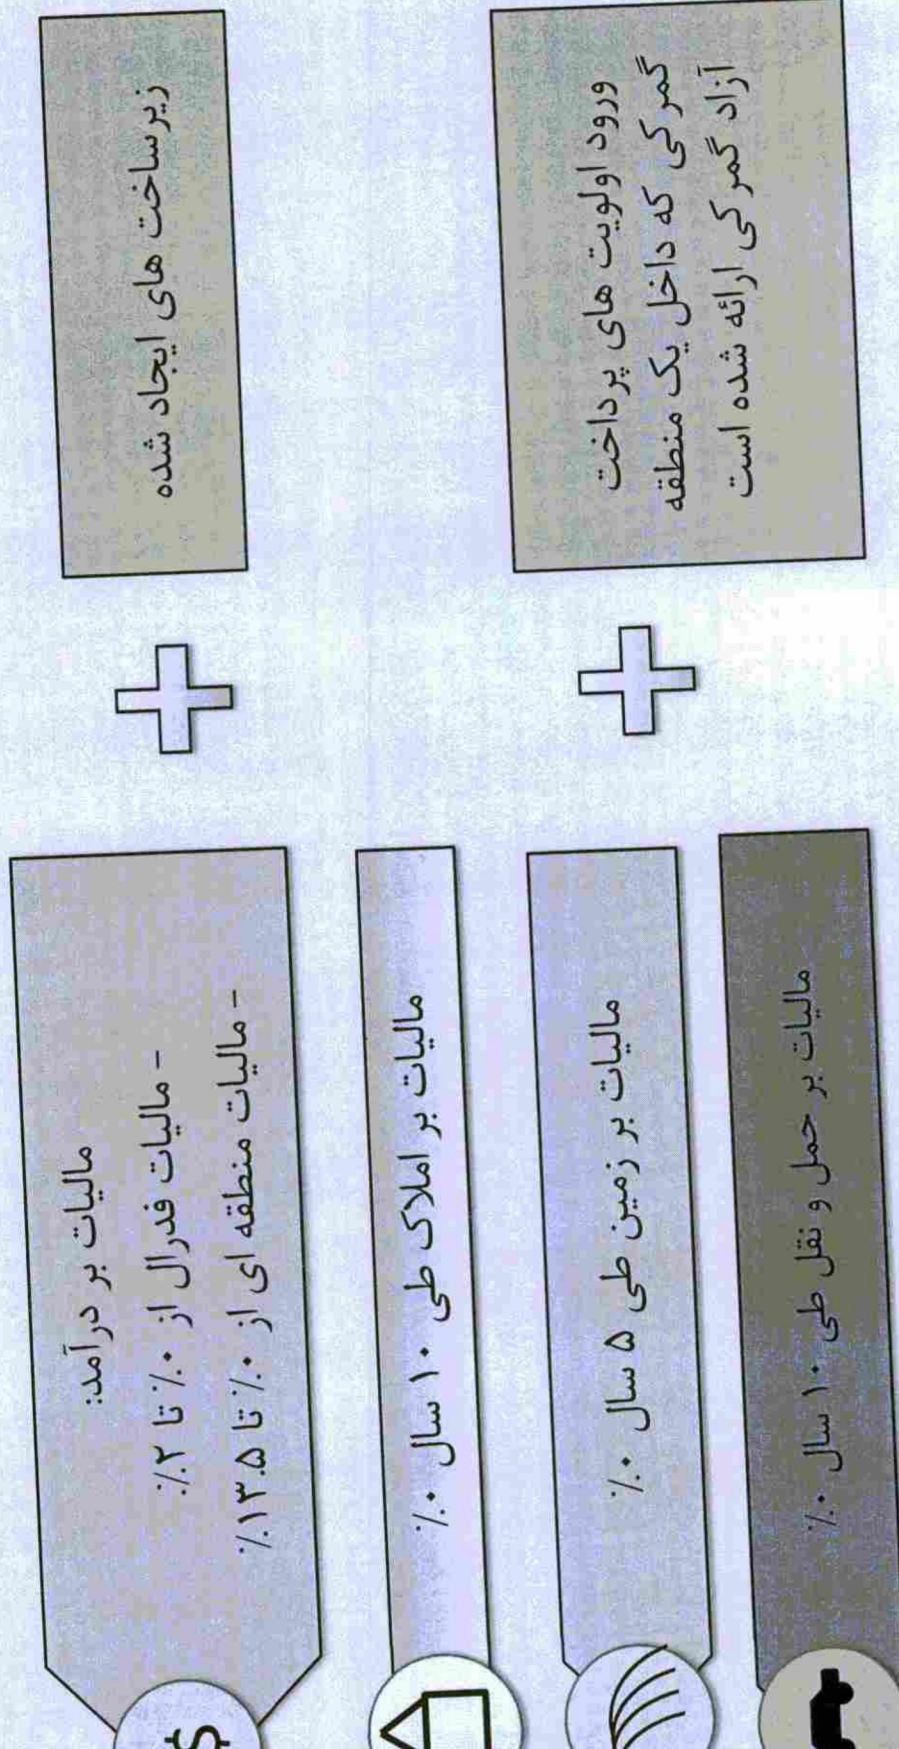 مالیات بر درآمد:
- مالیات فدرال از ۰٪ تا ۲٪
- مالیات منطقه ای از ۰٪ تا ۱۳.۵٪
مالیات بر املاک طی ۱۰ سال ۰٪
مالیات بر زمین طی ۵ سال ۰٪
مالیات بر حمل و نقل طی ۱۰ سال ۰٪
زیرساخت های ایجاد شده
ورود اولویت های پرداخت
گمرکی که داخل یک منطقه
آزاد گمرکی ارائه شده است
$